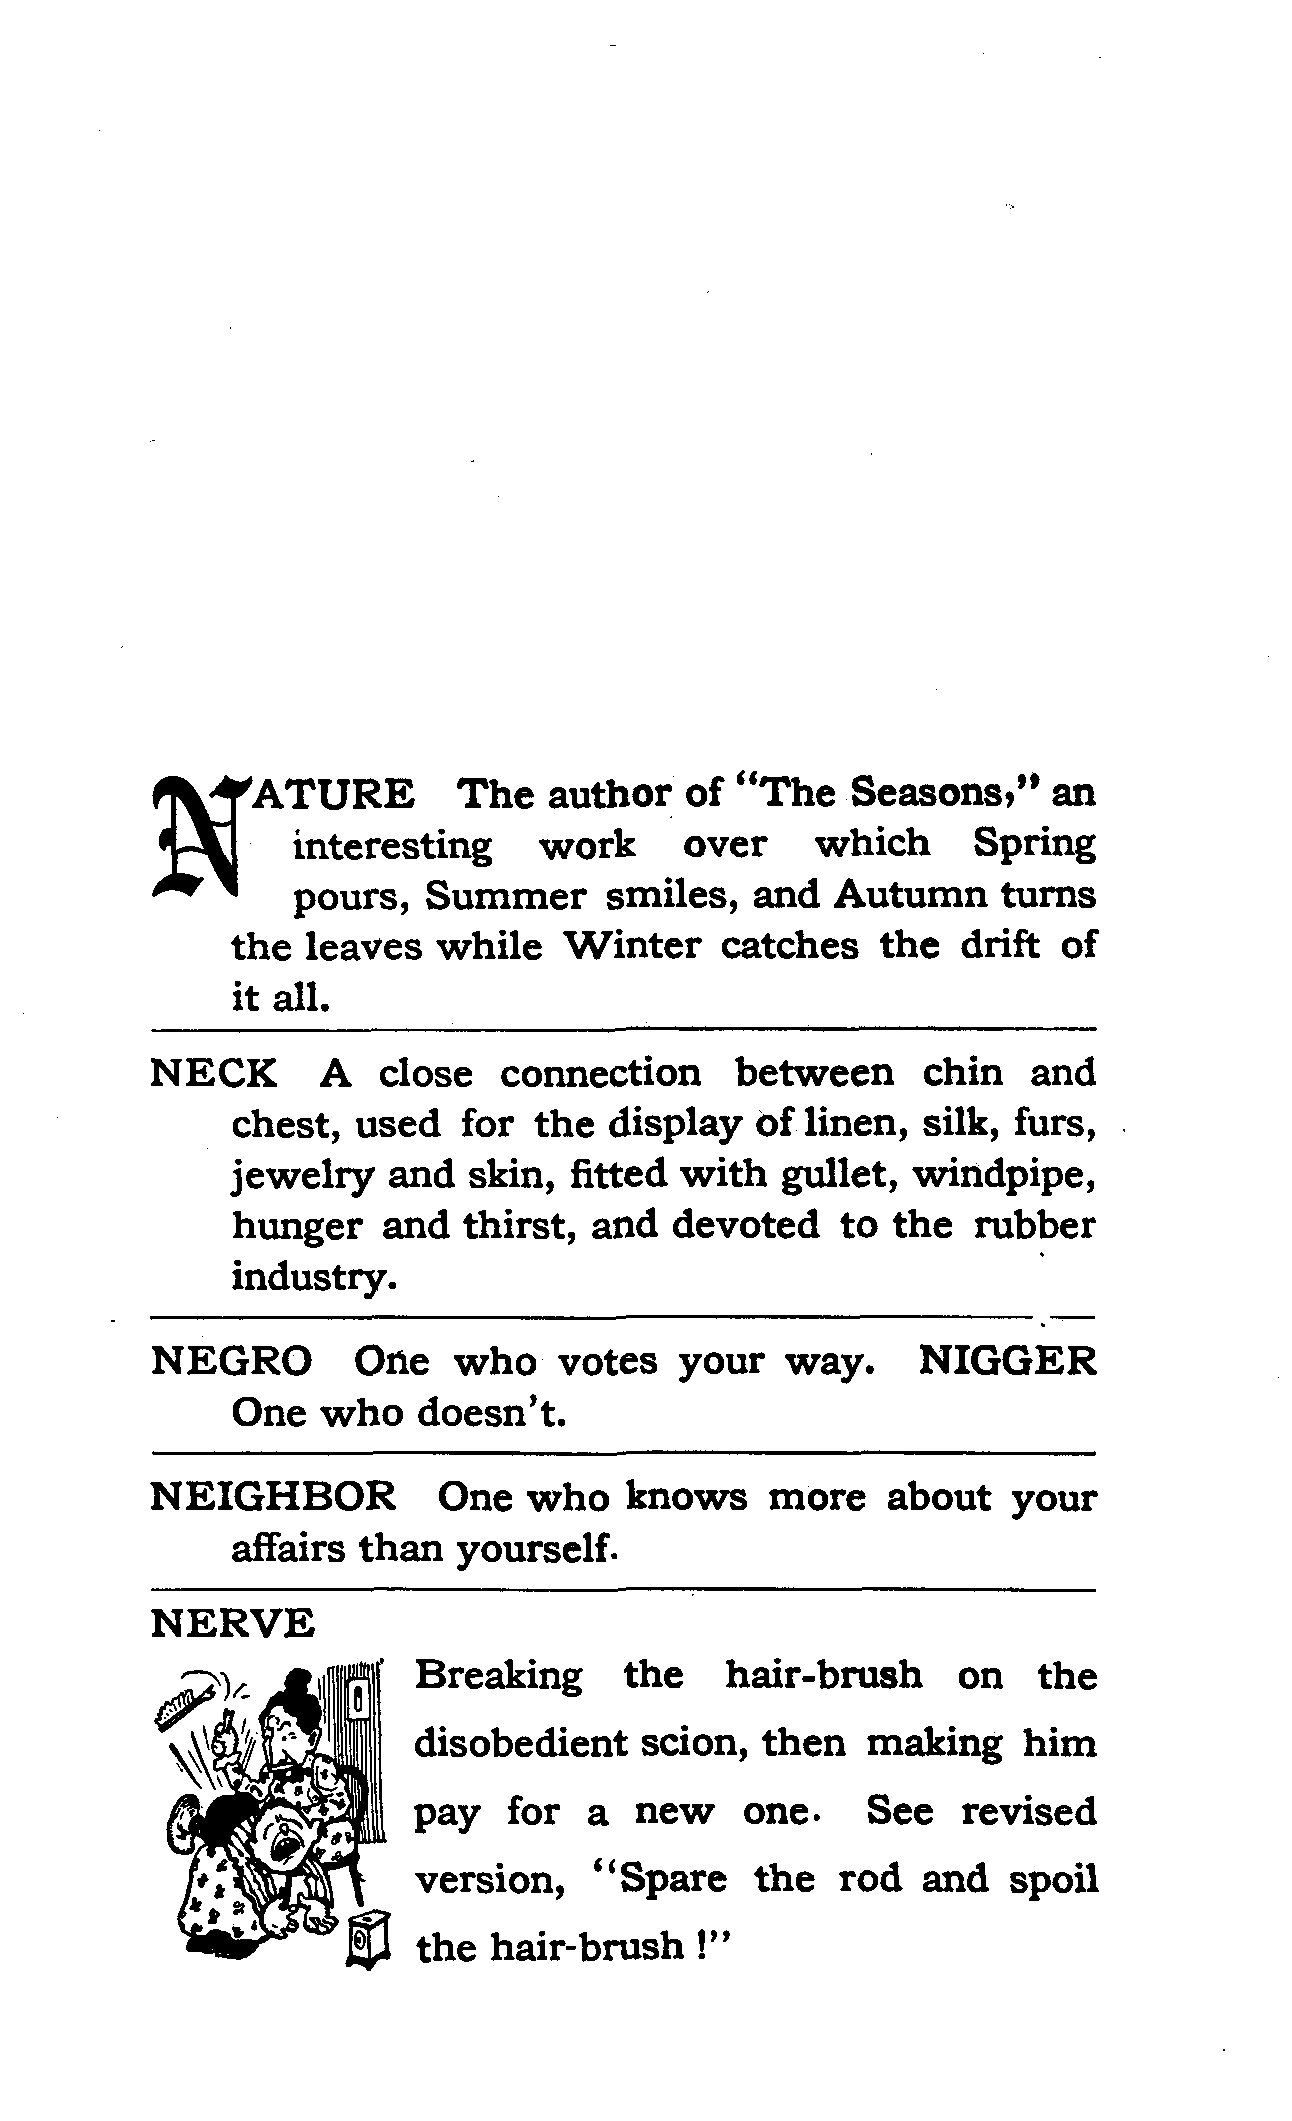 NATURE The author of “The Seasons,” an
interesting work over which Spring
pours, Summer smiles, and Autumn turns
the leaves while Winter catches the drift of
it all.
NECK A close connection between chin and
chest, used for the display of linen, silk, furs,
jewelry and skin, fitted with gullet, windpipe,
hunger and thirst, and devoted to the rubber
industry.
NEGRO One who votes your way. NIGGER
One who doesn't.
NEIGHBOR One who knows more about your
affairs than yourself.
NERVE
Breaking the hair-brush on the
disobedient scion, then making him
pay for a new one. See revised
version, “Spare the rod and spoil
the hair-brush!”